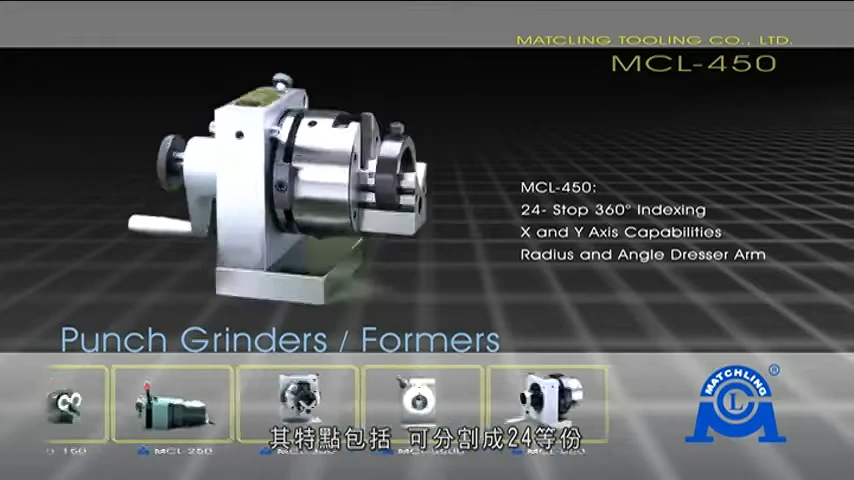 MATCLING TOOLING CO., LTD.
MCL-450
MCL-450:
24- Stop 360° Indexing
X and Y Axis Capabilities
Radius and Angle Dresser Arm
Punch Grinders / Formers
MATCHLING
®
CL
其特點包括 可分割成24等份
MCL-250